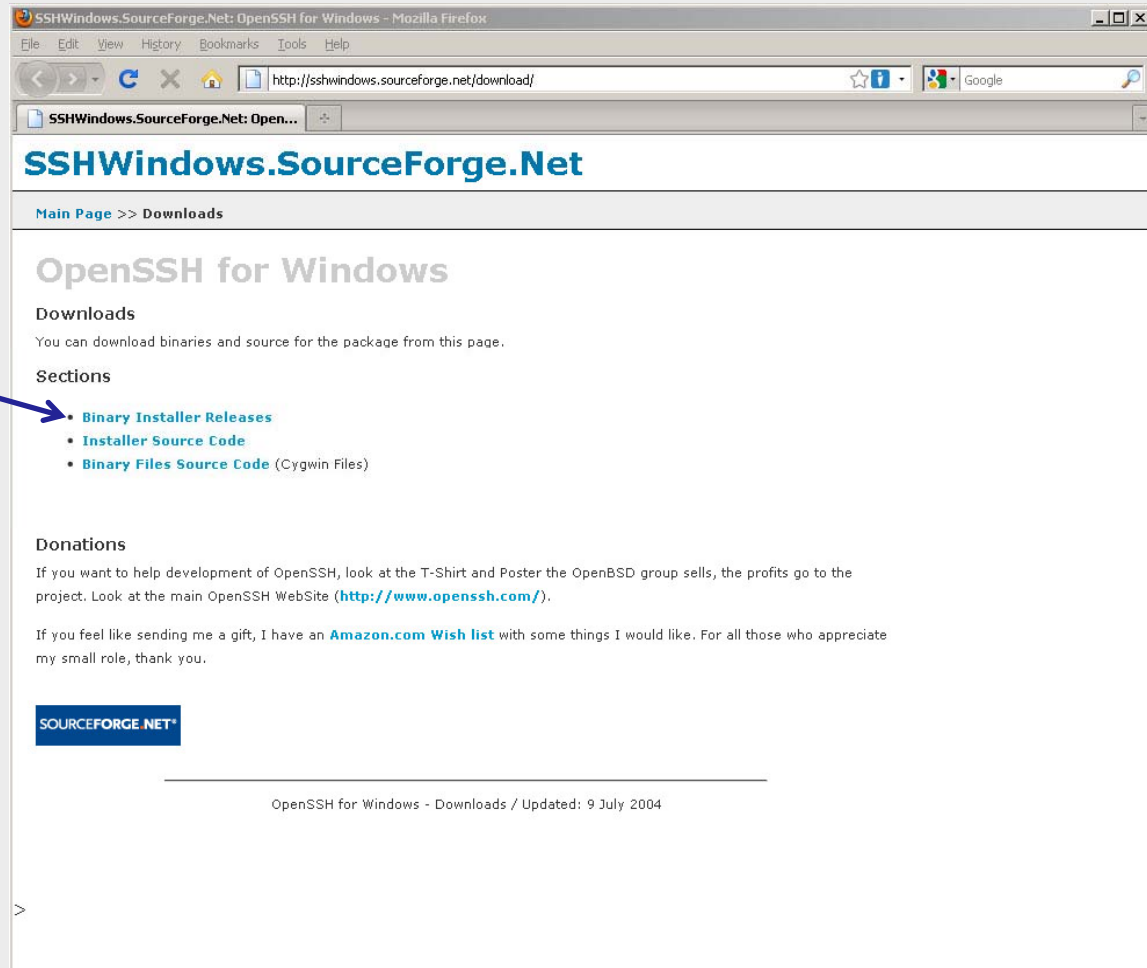 SSHWindows.SourceForge.Net: OpenSSH for Windows - Mozilla Firefox
File Edit View History Bookmarks Tools Help
http://sshwindows.sourceforge.net/download/
Google
SSHWindows.SourceForge.Net: Open...
SSHWindows.SourceForge.Net
Main Page >> Downloads
OpenSSH for Windows
Downloads
You can download binaries and source for the package from this page.
Sections
• Binary Installer Releases
• Installer Source Code
• Binary Files Source Code (Cygwin Files)
Donations
If you want to help development of OpenSSH, look at the T-Shirt and Poster the OpenBSD group sells, the profits go to the
project. Look at the main OpenSSH WebSite (http://www.openssh.com/).
If you feel like sending me a gift, I have an Amazon.com Wish list with some things I would like. For all those who appreciate
my small role, thank you.
SOURCEFORGE.NET®
OpenSSH for Windows - Downloads / Updated: 9 July 2004
>